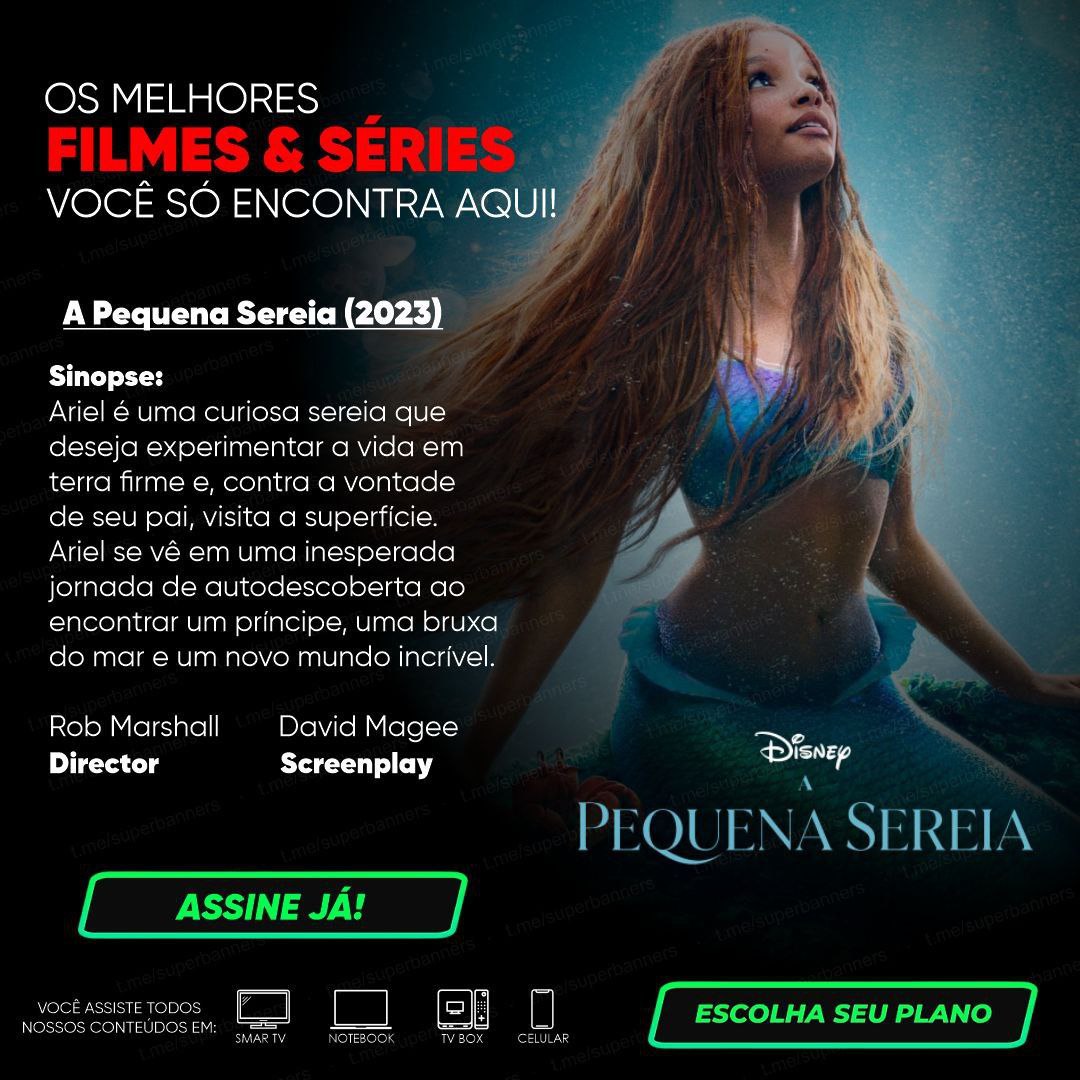 OS MELHORES
FILMES & SÉRIES
VOCÊ SÓ ENCONTRA AQUI!
A Pequena Sereia (2023)
Sinopse:
Ariel é uma curiosa sereia que
deseja experimentar a vida em
terra firme e, contra a vontade
de seu pai, visita a superfície.
Ariel se vê em uma inesperada
jornada de autodescoberta ao
encontrar um príncipe, uma bruxa
do mar e um novo mundo incrível.
Rob Marshall David Magee
Director Screenplay
Disney
A
PEQUENA SEREIA
ASSINE JÁ!
VOCÊ ASSISTE TODOS
NOSSOS CONTEÚDOS EM:
SMAR TV NOTEBOOK TV BOX CELULAR
ESCOLHA SEU PLANO
t.me/superbanners